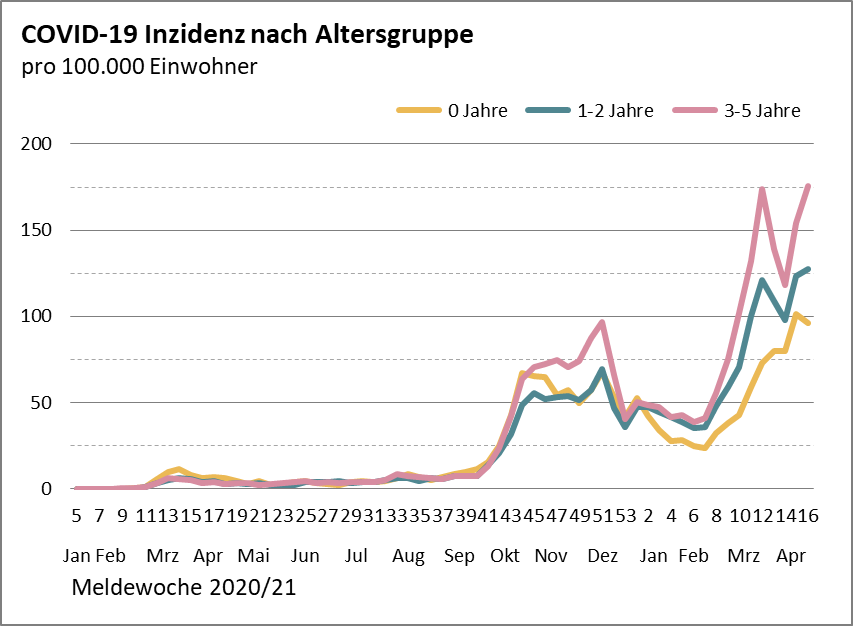 COVID-19 Inzidenz nach Altersgruppe
pro 100.000 Einwohner
0 Jahre 1-2 Jahre 3-5 Jahre
200
150
100
50
0
5 7 9 11 13 15 17 19 21 23 25 27 29 31 33 35 37 39 41 43 45 47 49 51 53 2 4 6 8 10 12 14 16
Jan Feb Mrz Apr Mai Jun Jul Aug Sep Okt Nov Dez Jan Feb Mrz Apr
Meldewoche 2020/21